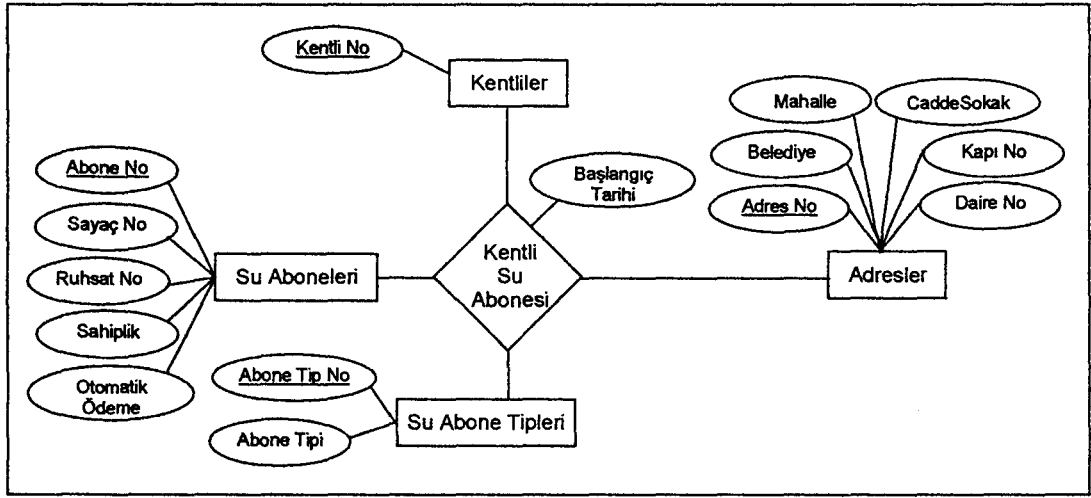 Kentli No
Kentliler
Mahalle
CaddeSokak
Belediye
Kapı No
Adres No
Daire No
Adresler
Başlangıç
Tarihi
Abone No
Sayaç No
Ruhsat No
Sahiplik
Otomatik
Ödeme
Su Aboneleri
Kentli
Su
Abonesi
Abone Tip No
Abone Tipi
Su Abone Tipleri